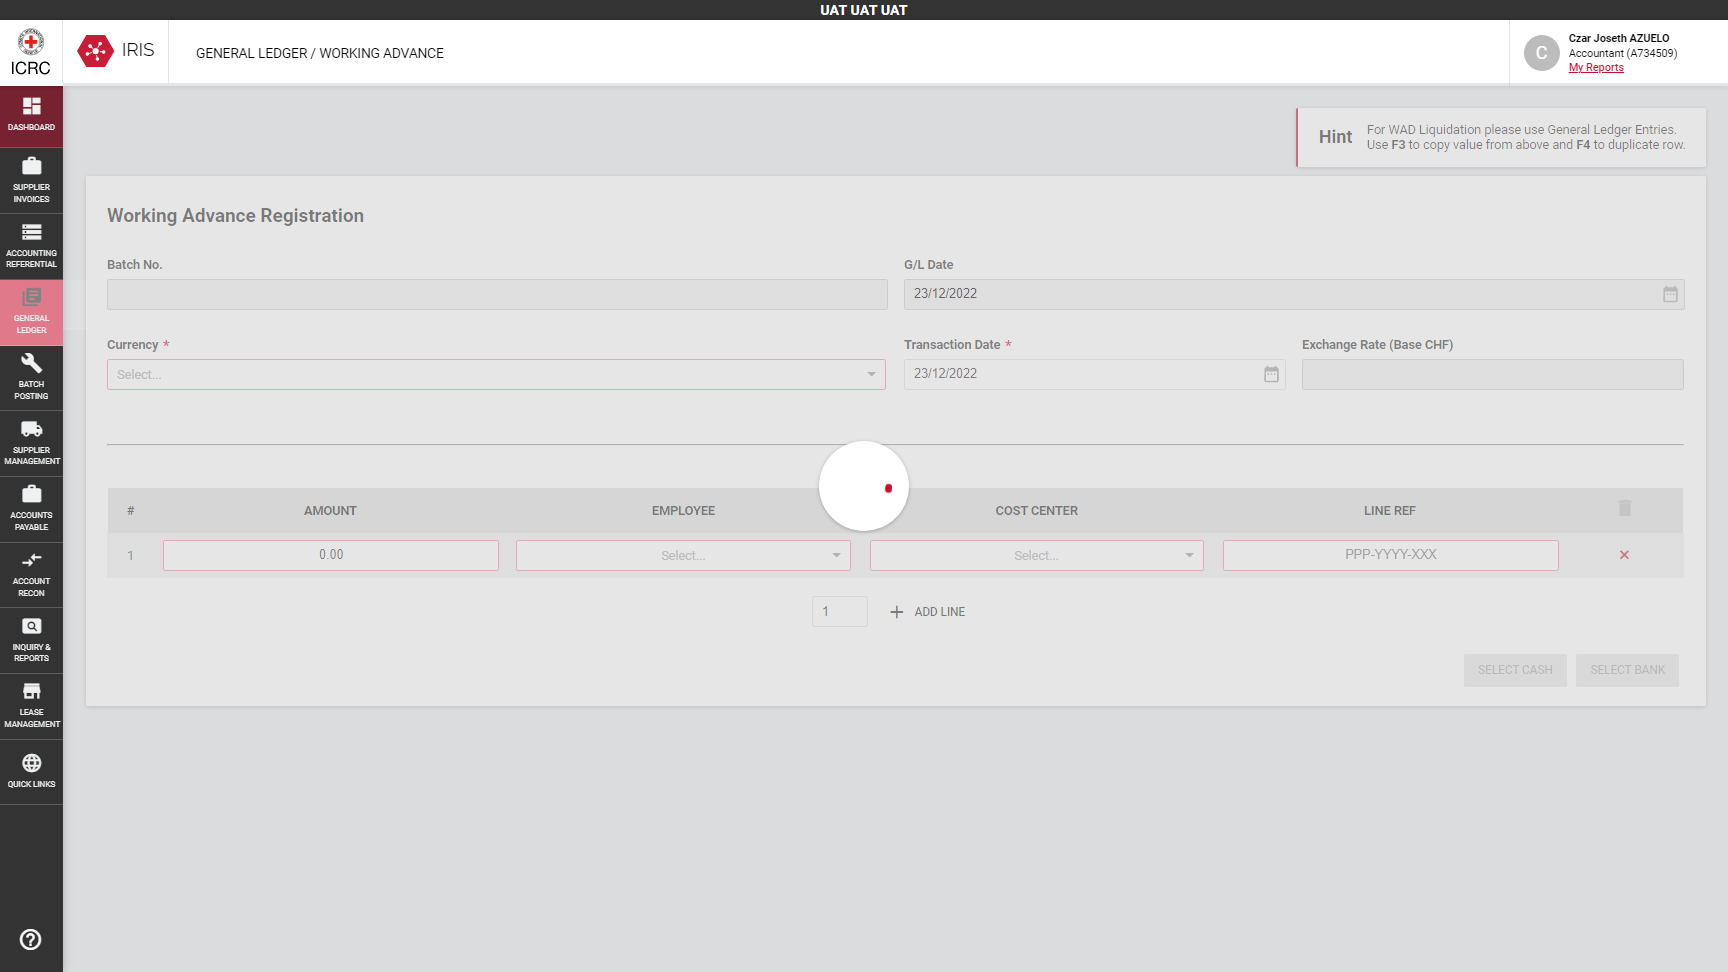 UAT UAT UAT
ICRC
IRIS
GENERAL LEDGER / WORKING ADVANCE
C
Czar Joseth AZUELO
Accountant (A734509)
My Reports
DASHBOARD
SUPPLIER
INVOICES
ACCOUNTING
REFERENTIAL
GENERAL
LEDGER
BATCH
POSTING
SUPPLIER
MANAGEMENT
ACCOUNTS
PAYABLE
ACCOUNT
RECON
INQUIRY &
REPORTS
LEASE
MANAGEMENT
QUICK LINKS
Hint
For WAD Liquidation please use General Ledger Entries.
Use F3 to copy value from above and F4 to duplicate row.
Working Advance Registration
Batch No.
G/L Date
23/12/2022
Currency *
Transaction Date *
Exchange Rate (Base CHF)
Select...
23/12/2022
# AMOUNT EMPLOYEE COST CENTER LINE REF
1 0.00 Select... Select... PPP-YYYY-XXX
1 ADD LINE
SELECT CASH SELECT BANK